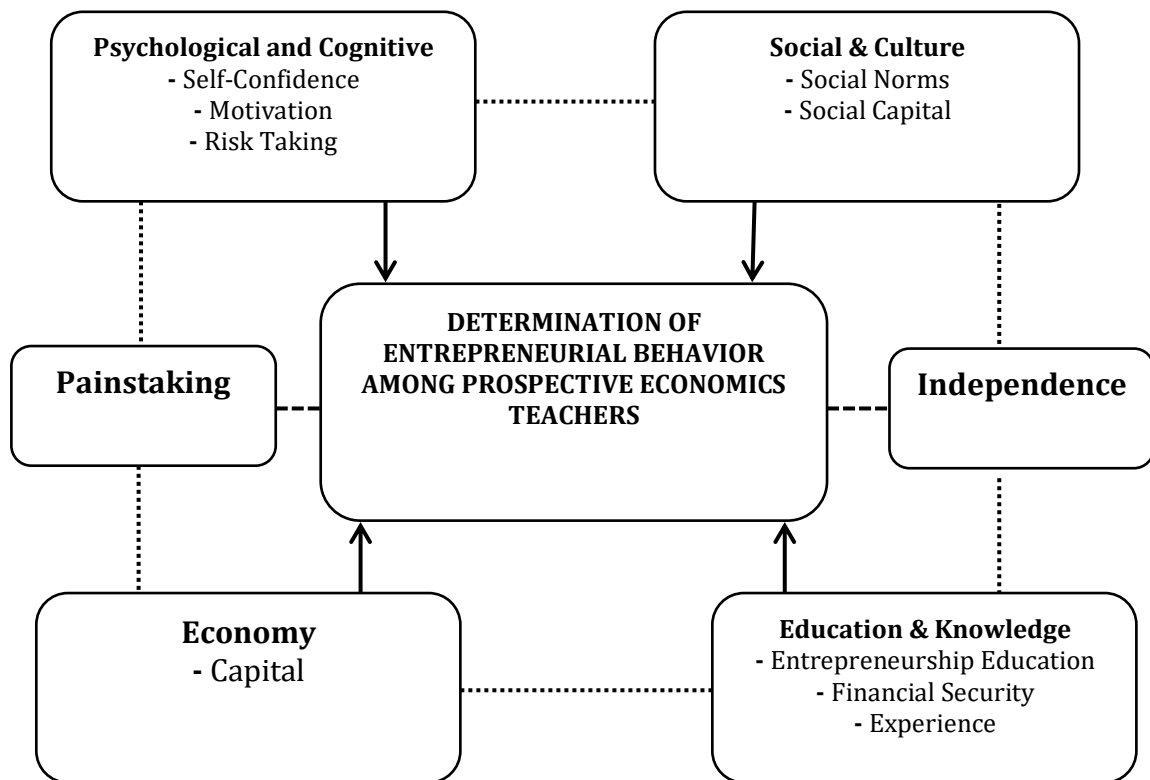 Psychological and Cognitive
- Self-Confidence
- Motivation
- Risk Taking
Social & Culture
- Social Norms
- Social Capital
DETERMINATION OF
ENTREPRENEURIAL BEHAVIOR
AMONG PROSPECTIVE ECONOMICS
TEACHERS
Painstaking
Independence
Economy
- Capital
Education & Knowledge
- Entrepreneurship Education
- Financial Security
- Experience